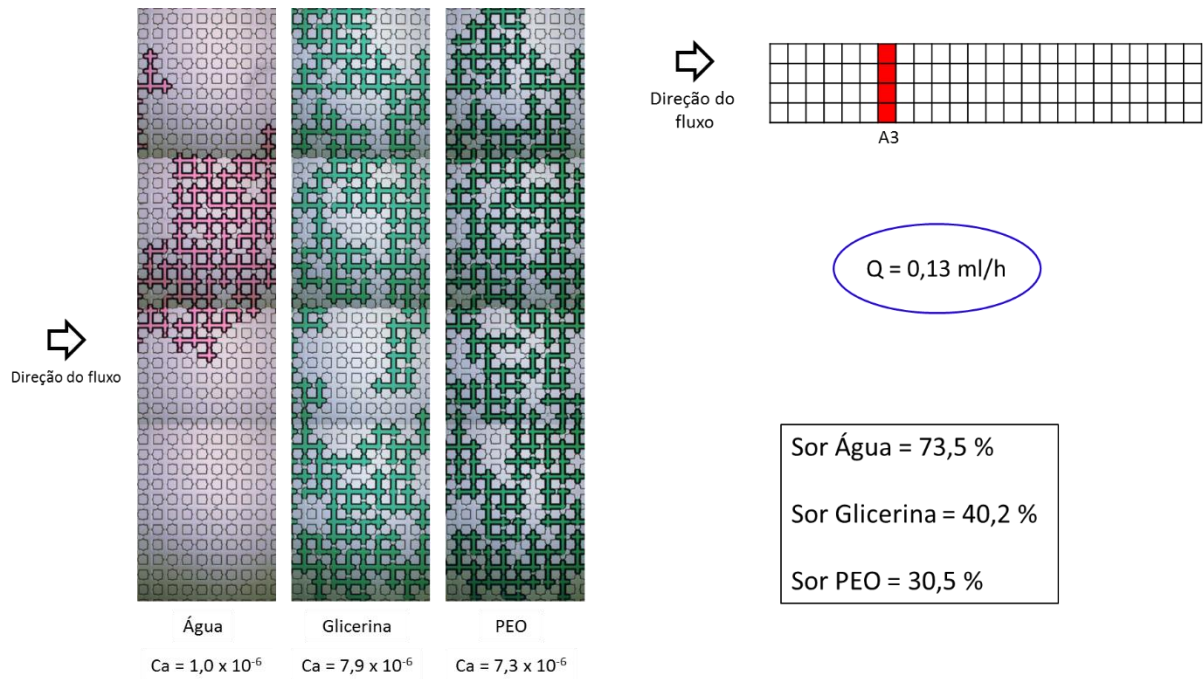 Direção do
fluxo
A3
Q = 0,13 ml/h
Direção do fluxo
Sor Água = 73,5 %
Sor Glicerina = 40,2 %
Sor PEO = 30,5 %
Água
Glicerina
PEO
Ca = 1,0 x 10⁻⁶
Ca = 7,9 x 10⁻⁶
Ca = 7,3 x 10⁻⁶